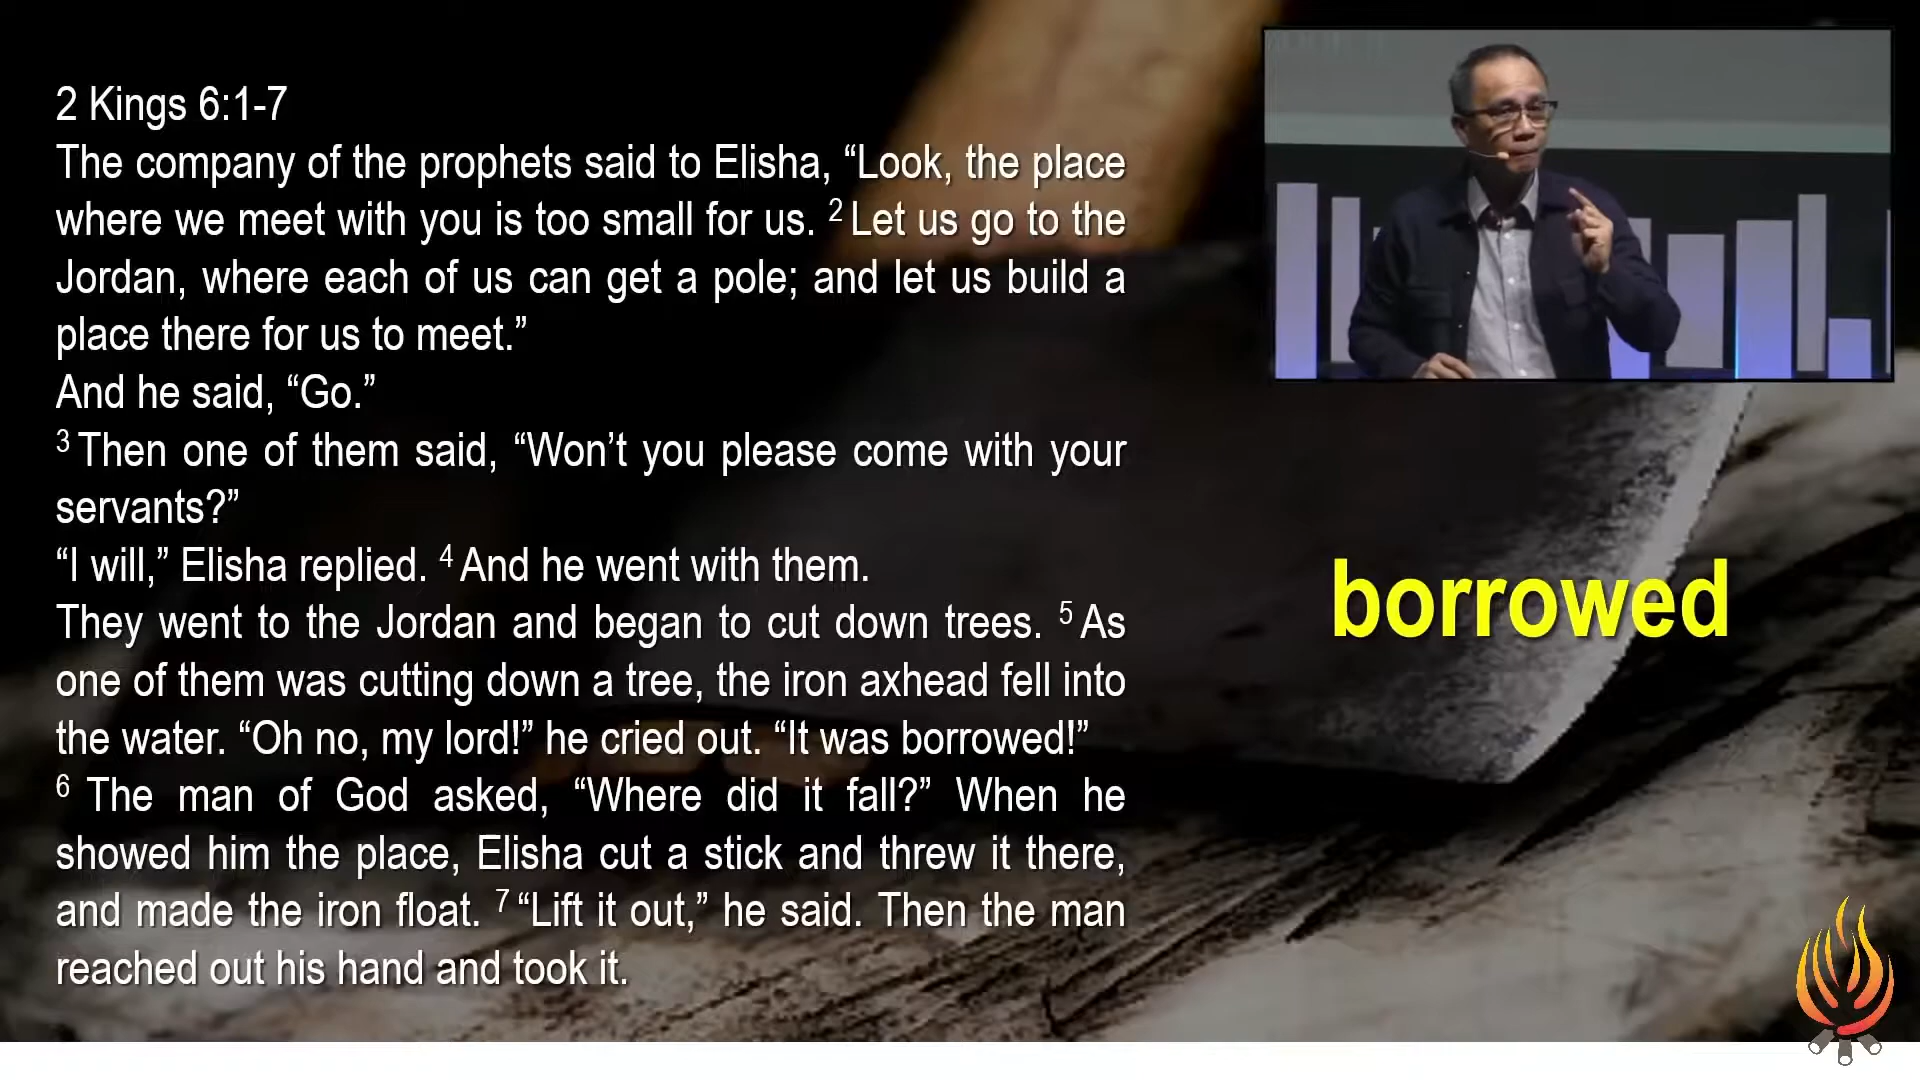 2 Kings 6:1-7
The company of the prophets said to Elisha, “Look, the place
where we meet with you is too small for us. 2 Let us go to the
Jordan, where each of us can get a pole; and let us build a
place there for us to meet.”
And he said, “Go.”
3 Then one of them said, “Won’t you please come with your
servants?”
“I will,” Elisha replied. 4 And he went with them.
They went to the Jordan and began to cut down trees. 5 As
one of them was cutting down a tree, the iron axhead fell into
the water. “Oh no, my lord!” he cried out. “It was borrowed!”
6 The man of God asked, “Where did it fall?” When he
showed him the place, Elisha cut a stick and threw it there,
and made the iron float. 7 “Lift it out,” he said. Then the man
reached out his hand and took it.
borrowed